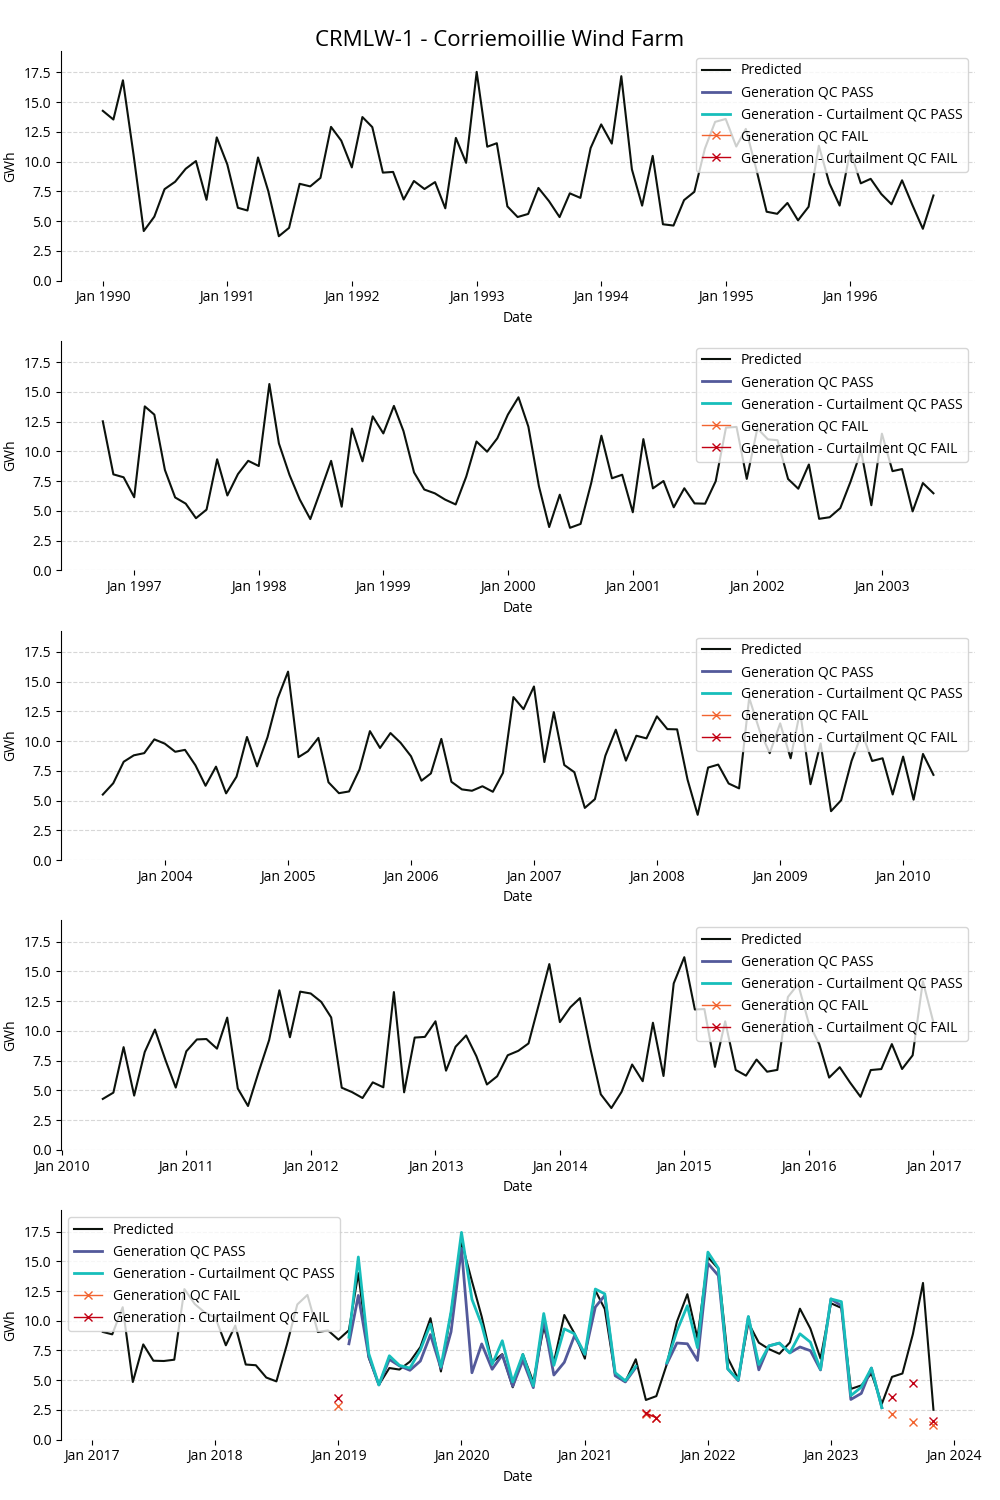 CRMLW-1 - Corriemoillie Wind Farm
GWh
17.5
15.0
12.5
10.0
7.5
5.0
2.5
0.0
Predicted
Generation QC PASS
Generation - Curtailment QC PASS
Generation QC FAIL
Generation - Curtailment QC FAIL
Jan 1990 Jan 1991 Jan 1992 Jan 1993 Jan 1994 Jan 1995 Jan 1996
Date
GWh
17.5
15.0
12.5
10.0
7.5
5.0
2.5
0.0
Predicted
Generation QC PASS
Generation - Curtailment QC PASS
Generation QC FAIL
Generation - Curtailment QC FAIL
Jan 1997 Jan 1998 Jan 1999 Jan 2000 Jan 2001 Jan 2002 Jan 2003
Date
GWh
17.5
15.0
12.5
10.0
7.5
5.0
2.5
0.0
Predicted
Generation QC PASS
Generation - Curtailment QC PASS
Generation QC FAIL
Generation - Curtailment QC FAIL
Jan 2004 Jan 2005 Jan 2006 Jan 2007 Jan 2008 Jan 2009 Jan 2010
Date
GWh
17.5
15.0
12.5
10.0
7.5
5.0
2.5
0.0
Predicted
Generation QC PASS
Generation - Curtailment QC PASS
Generation QC FAIL
Generation - Curtailment QC FAIL
Jan 2010 Jan 2011 Jan 2012 Jan 2013 Jan 2014 Jan 2015 Jan 2016 Jan 2017
Date
GWh
17.5
15.0
12.5
10.0
7.5
5.0
2.5
0.0
Predicted
Generation QC PASS
Generation - Curtailment QC PASS
Generation QC FAIL
Generation - Curtailment QC FAIL
Jan 2017 Jan 2018 Jan 2019 Jan 2020 Jan 2021 Jan 2022 Jan 2023 Jan 2024
Date